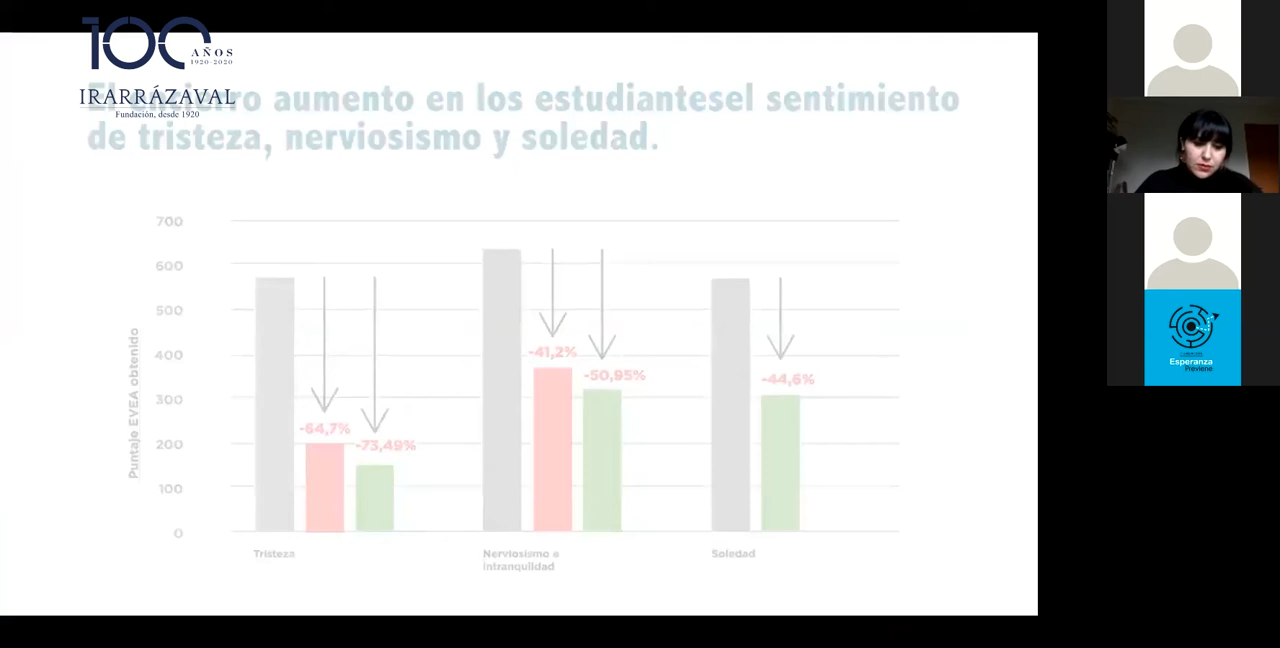 100 AÑOS
1920-2020
IRARRÁZAVAL
Fundación, desde 1920
El encierro aumento en los estudiantesel sentimiento
de tristeza, nerviosismo y soledad.
Puntaje EVEA obtenido
700
600
500
400
300
200
100
0
-64,7%
-73,49%
-41,2%
-50,95%
-44,6%
Tristeza
Nerviosismo e
intranquilidad
Soledad
Esperanza
Previene